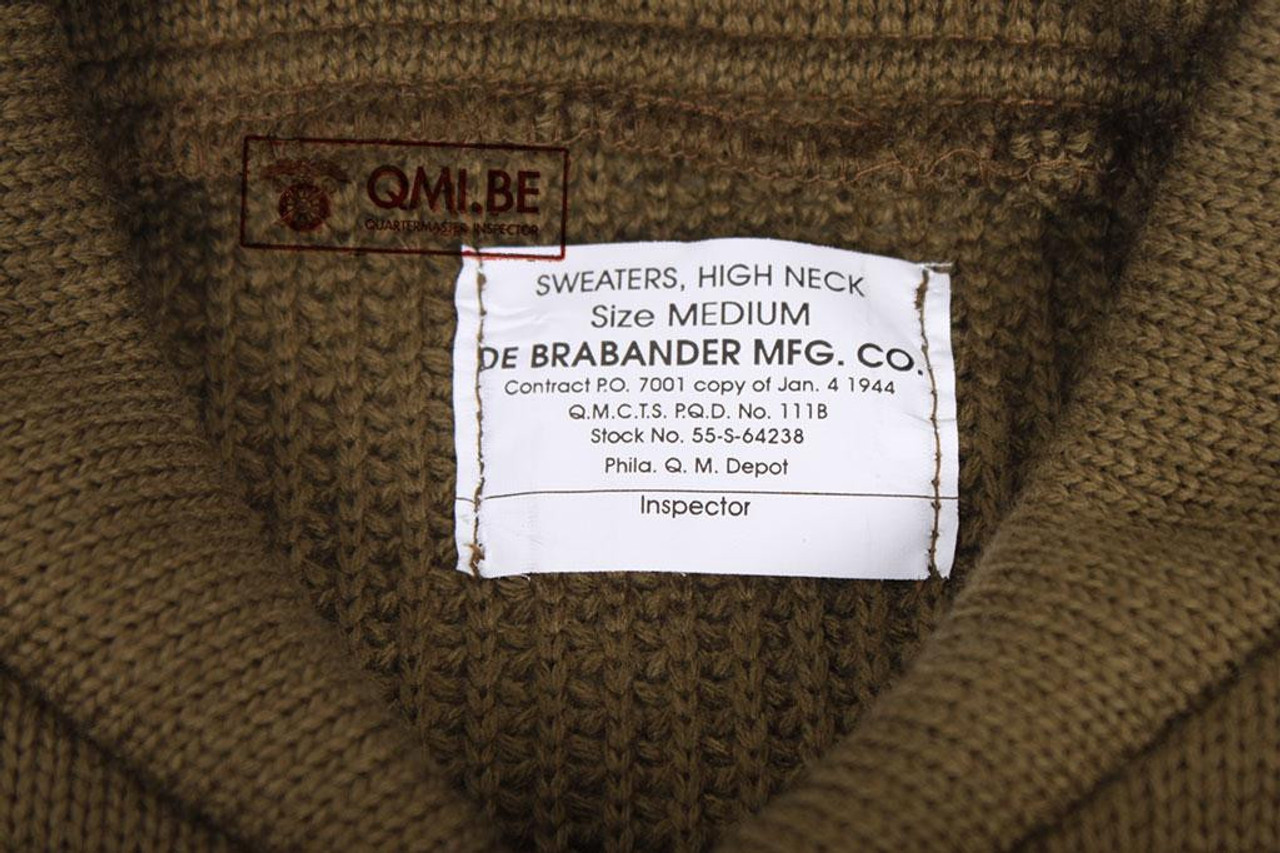 QMI.BE
QUARTERMASTER INSPECTOR
SWEATERS, HIGH NECK
Size MEDIUM
DE BRABANDER MFG. CO.
Contract P.O. 7001 copy of Jan. 4 1944
Q.M.C.T.S. P.Q.D. No. 111B
Stock No. 55-S-64238
Phila. Q. M. Depot
Inspector